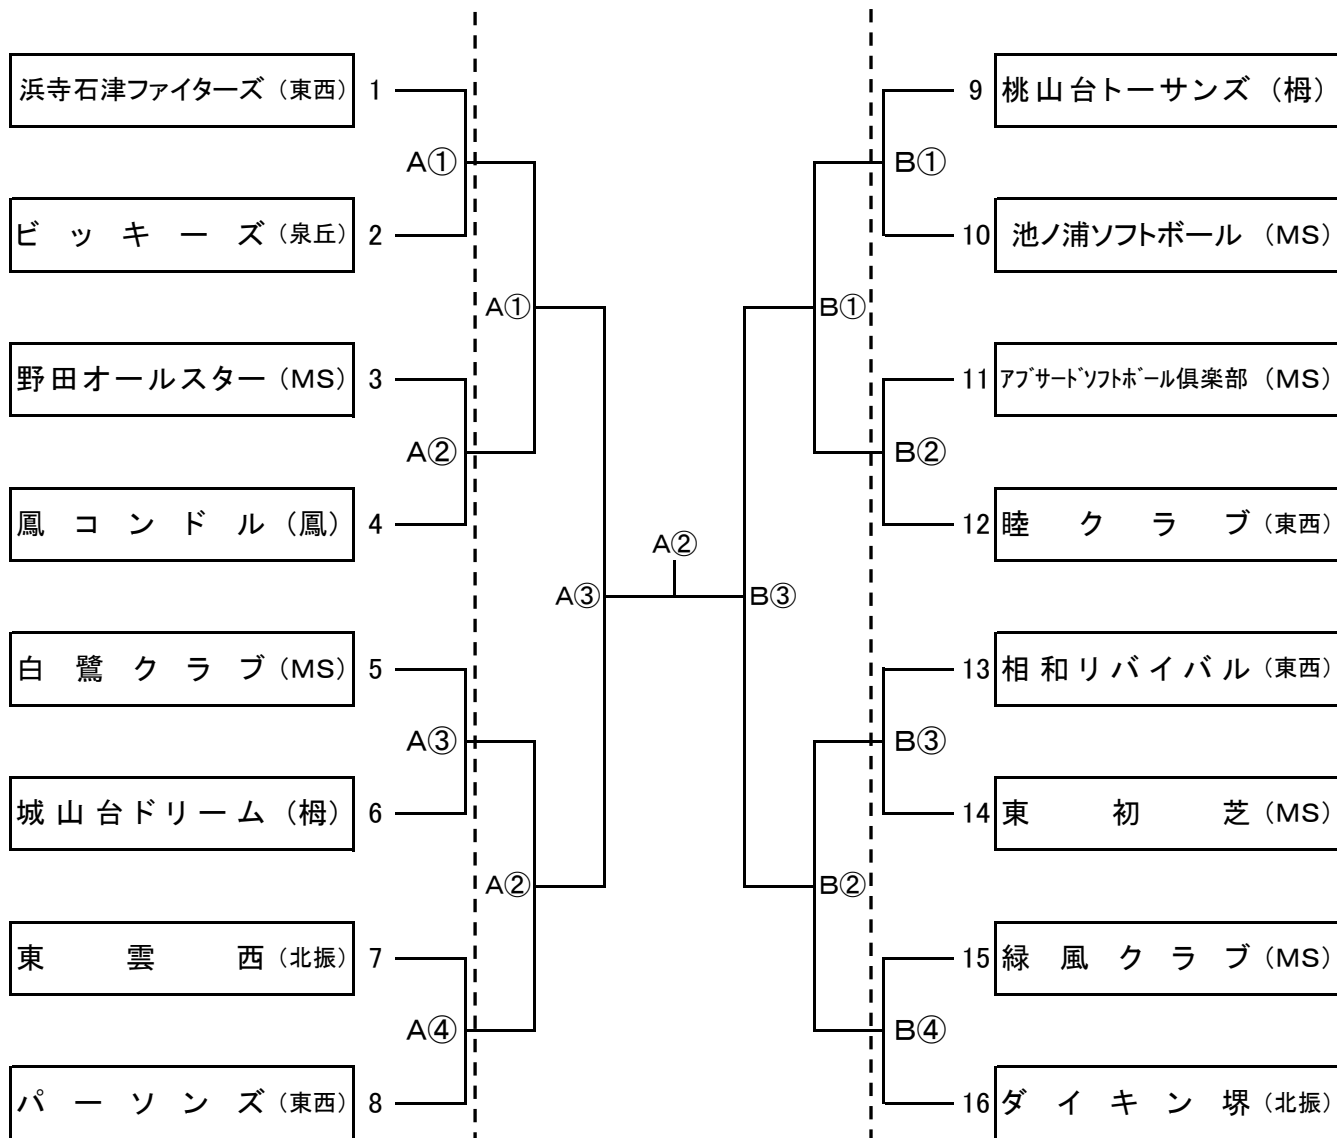 浜寺石津ファイターズ（東西） 1
A①
ビッキーズ（泉丘） 2
A①
野田オールスター（MS） 3
A②
鳳コンドル（鳳） 4
A③
白鷺クラブ（MS） 5
A③
城山台ドリーム（栂） 6
A②
東雲西（北振） 7
A④
パーソンズ（東西） 8
A②
9 桃山台トーサンズ（栂）
B①
10 池ノ浦ソフトボール（MS）
B①
11 アブサードソフトボール倶楽部（MS）
B②
12 睦クラブ（東西）
B③
13 相和リバイバル（東西）
B③
14 東初芝（MS）
B②
15 緑風クラブ（MS）
B④
16 ダイキン堺（北振）